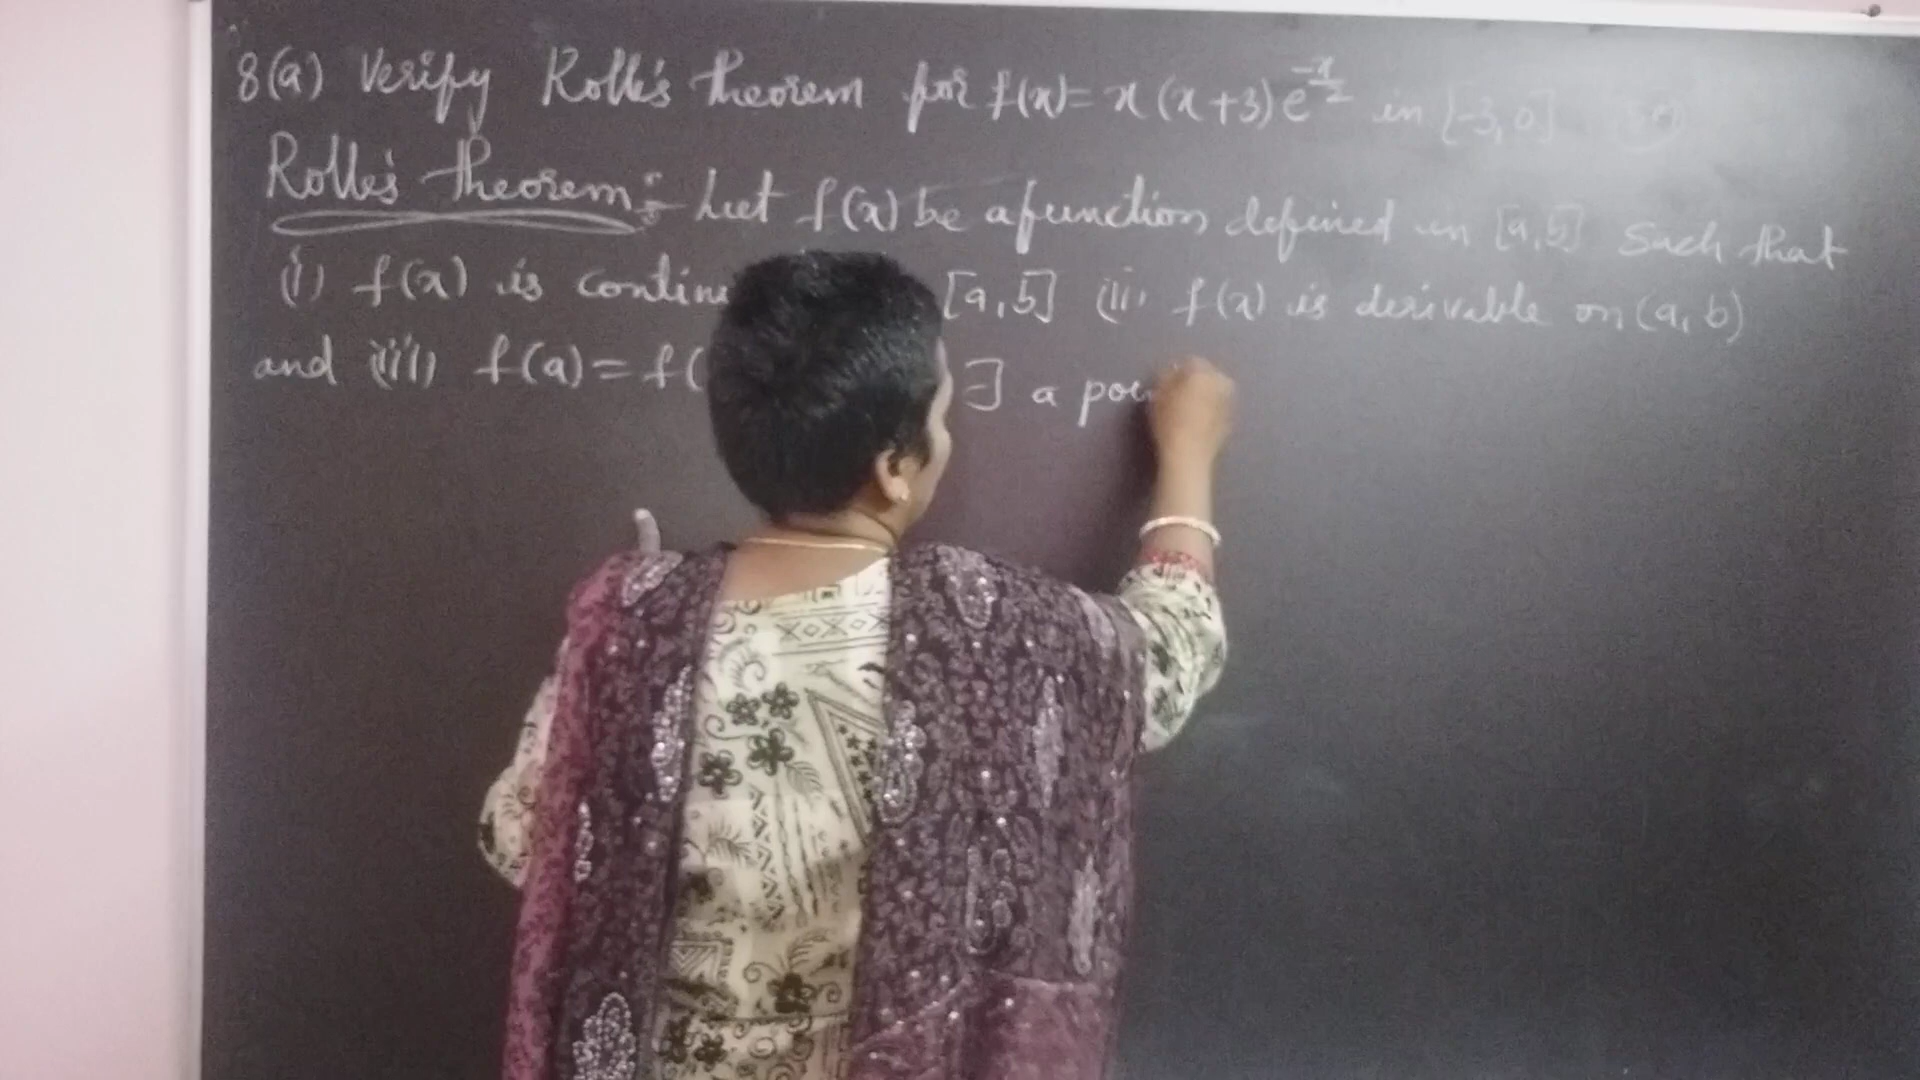 8(a) Verify Rolle's theorem for f(x) = x (x+3) e^{-x/2} in [-3, 0]
Rolle's theorem :- Let f(x) be a function defined in [a,b] such that
(i) f(x) is contin [a,b] (ii) f(x) is derivable on (a, b)
and (iii) f(a) = f( ∃ a poin